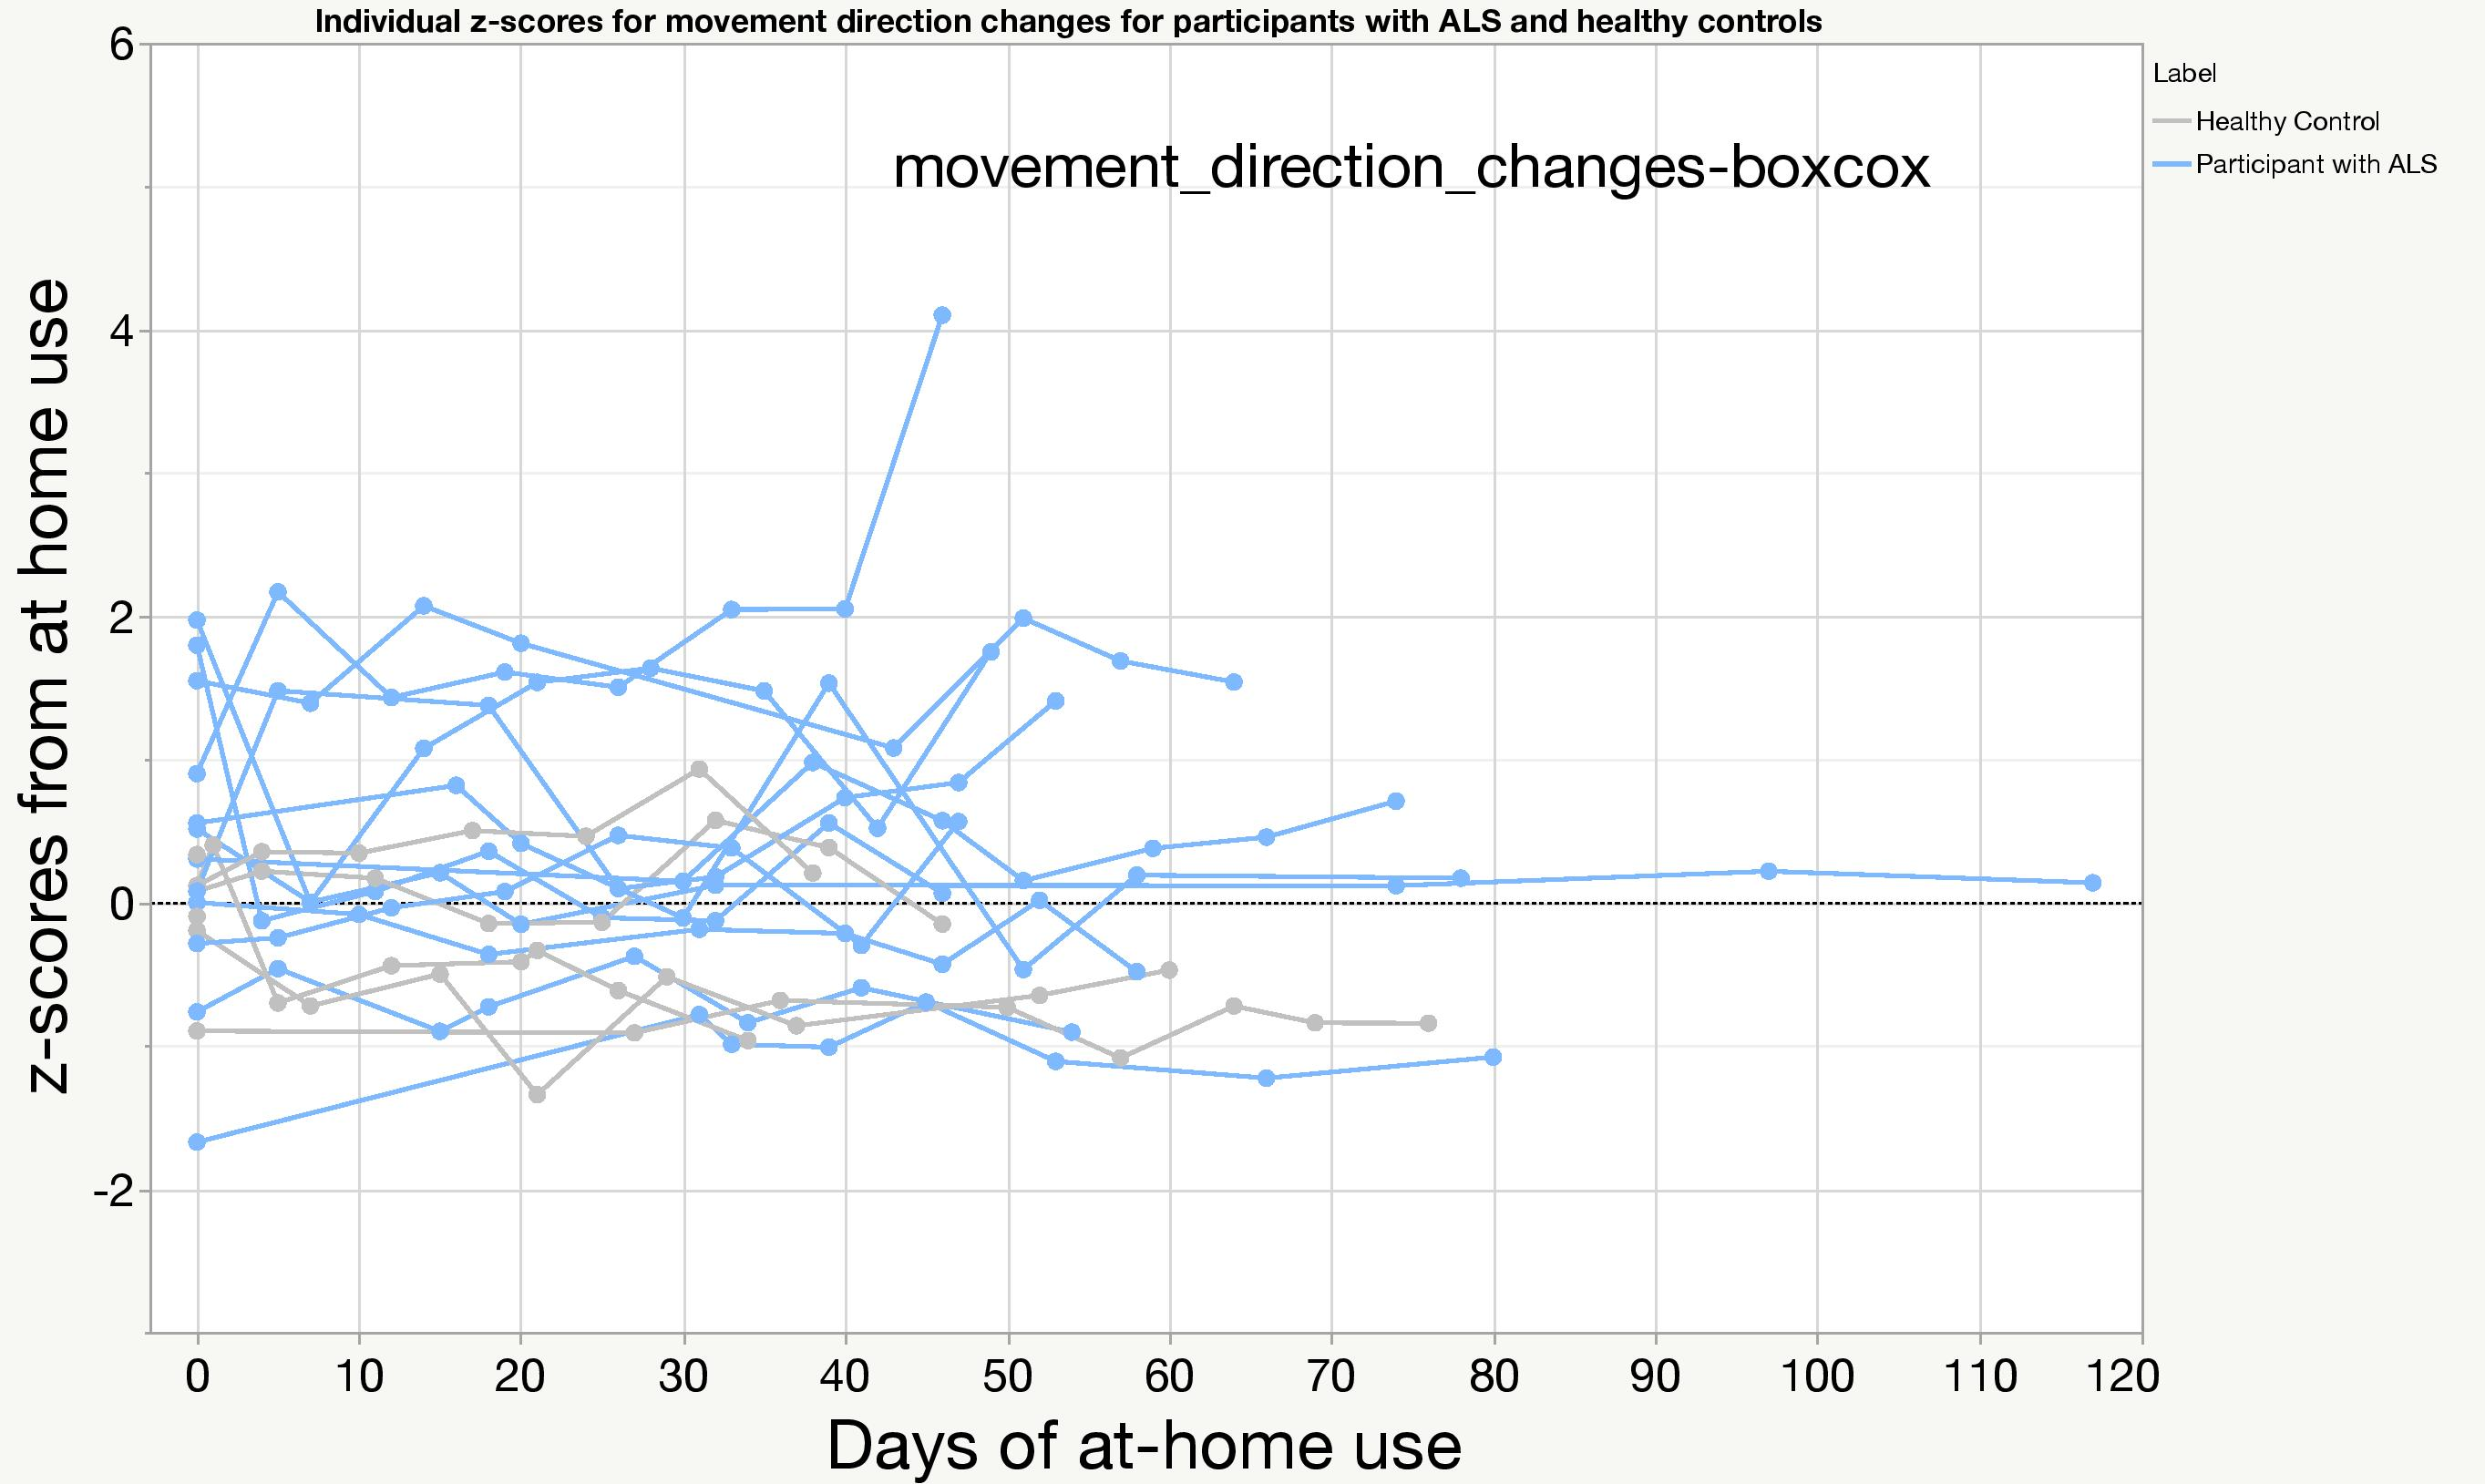 Individual z-scores for movement direction changes for participants with ALS and healthy controls
movement_direction_changes-boxcox
Label
Healthy Control
Participant with ALS
z-scores from at home use
6
4
2
0
-2
0 10 20 30 40 50 60 70 80 90 100 110 120
Days of at-home use